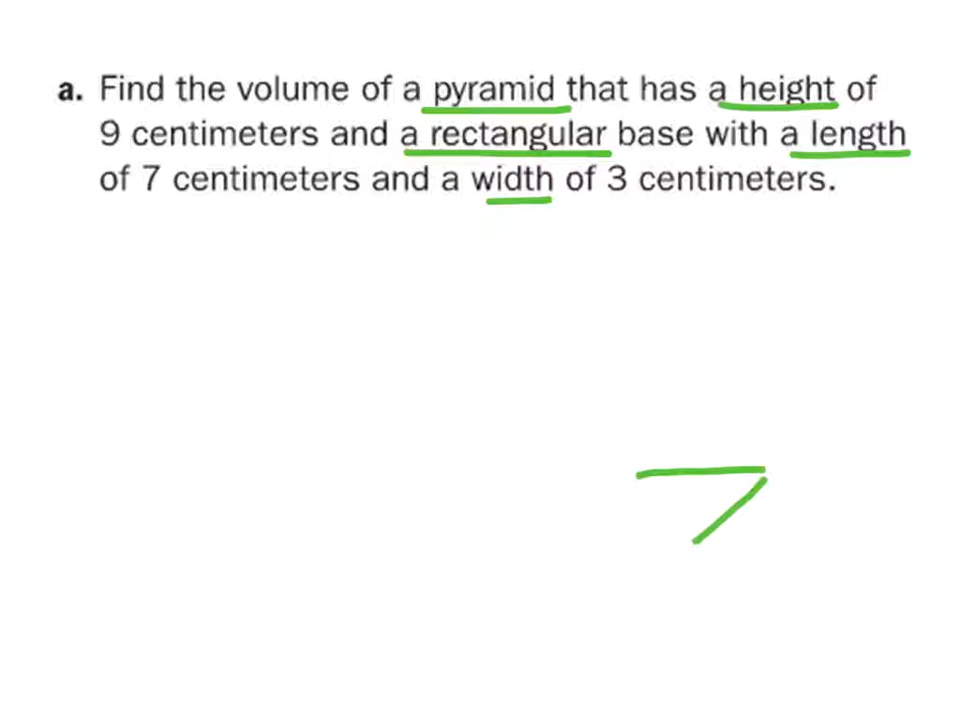 a. Find the volume of a pyramid that has a height of
9 centimeters and a rectangular base with a length
of 7 centimeters and a width of 3 centimeters.